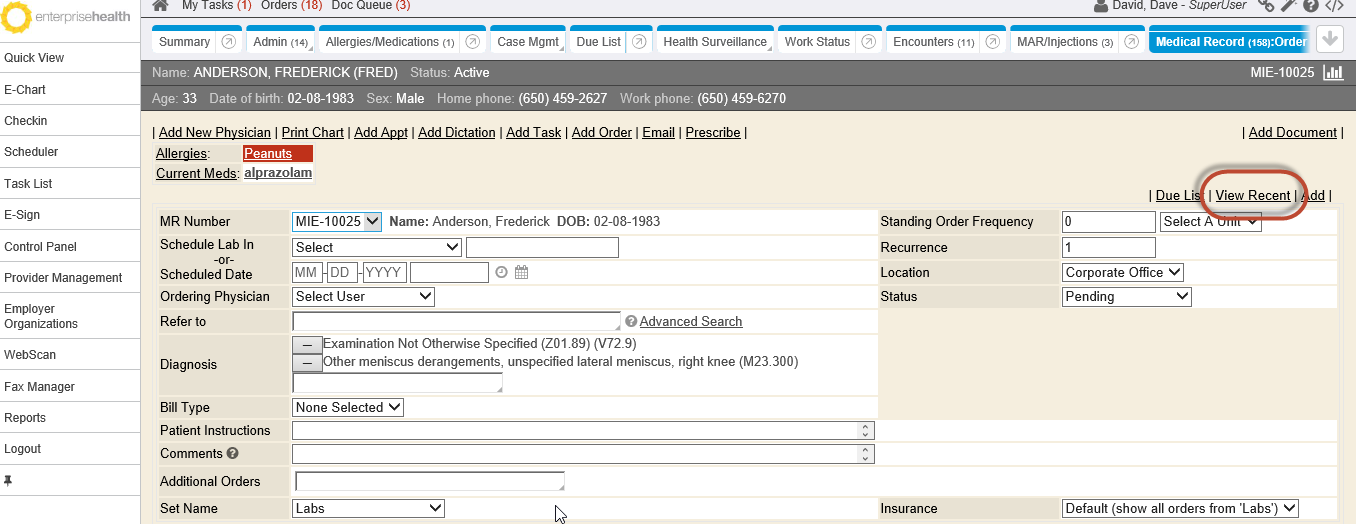 enterprisehealth
My Tasks (1) Orders (18) Doc Queue (3)
David, Dave - SuperUser
Summary Admin (14) Allergies/Medications (1) Case Mgmt Due List Health Surveillance Work Status Encounters (11) MAR/Injections (3) Medical Record (158):Order
Quick View
E-Chart
Checkin
Scheduler
Task List
E-Sign
Control Panel
Provider Management
Employer
Organizations
WebScan
Fax Manager
Reports
Logout
Name: ANDERSON, FREDERICK (FRED) Status: Active MIE-10025
Age: 33 Date of birth: 02-08-1983 Sex: Male Home phone: (650) 459-2627 Work phone: (650) 459-6270
| Add New Physician | Print Chart | Add Appt | Add Dictation | Add Task | Add Order | Email | Prescribe | | Add Document |
Allergies: Peanuts
Current Meds: alprazolam
| Due List | View Recent | Add |
MR Number MIE-10025 Name: Anderson, Frederick DOB: 02-08-1983
Standing Order Frequency 0 Select A Unit
Schedule Lab In Select
-or-
Scheduled Date MM - DD - YYYY
Recurrence 1
Location Corporate Office
Ordering Physician Select User
Status Pending
Refer to Advanced Search
Diagnosis
Examination Not Otherwise Specified (Z01.89) (V72.9)
Other meniscus derangements, unspecified lateral meniscus, right knee (M23.300)
Bill Type None Selected
Patient Instructions
Comments
Additional Orders
Set Name Labs
Insurance Default (show all orders from 'Labs')